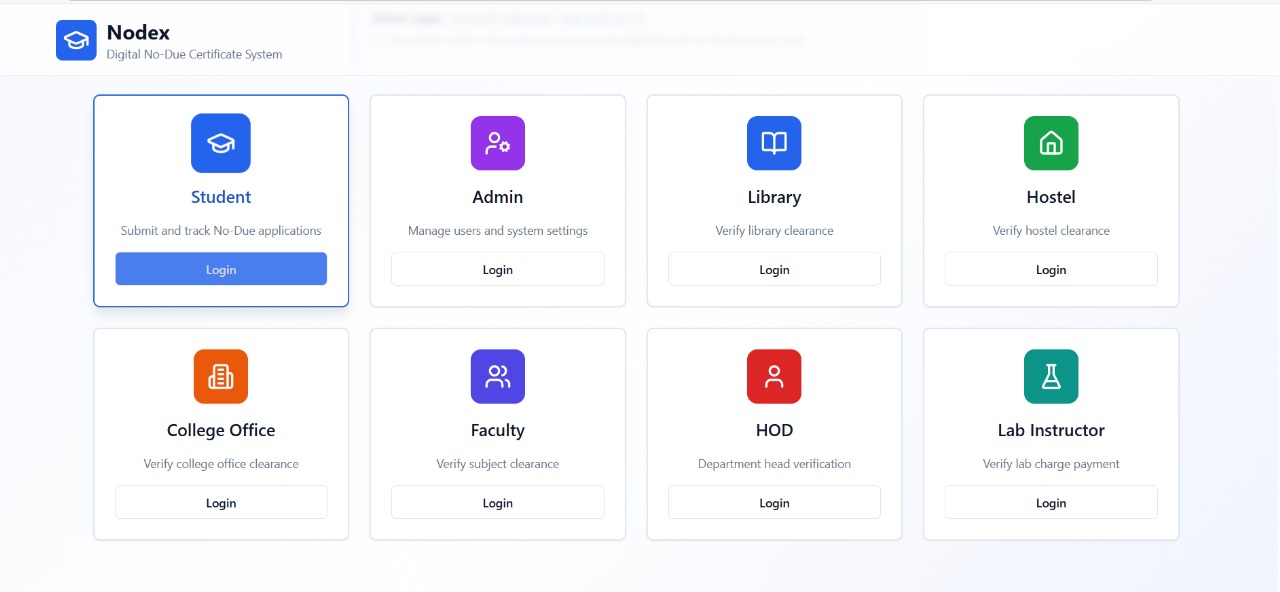 Nodex
Digital No-Due Certificate System
Student
Submit and track No-Due applications
Login
Admin
Manage users and system settings
Login
Library
Verify library clearance
Login
Hostel
Verify hostel clearance
Login
College Office
Verify college office clearance
Login
Faculty
Verify subject clearance
Login
HOD
Department head verification
Login
Lab Instructor
Verify lab charge payment
Login